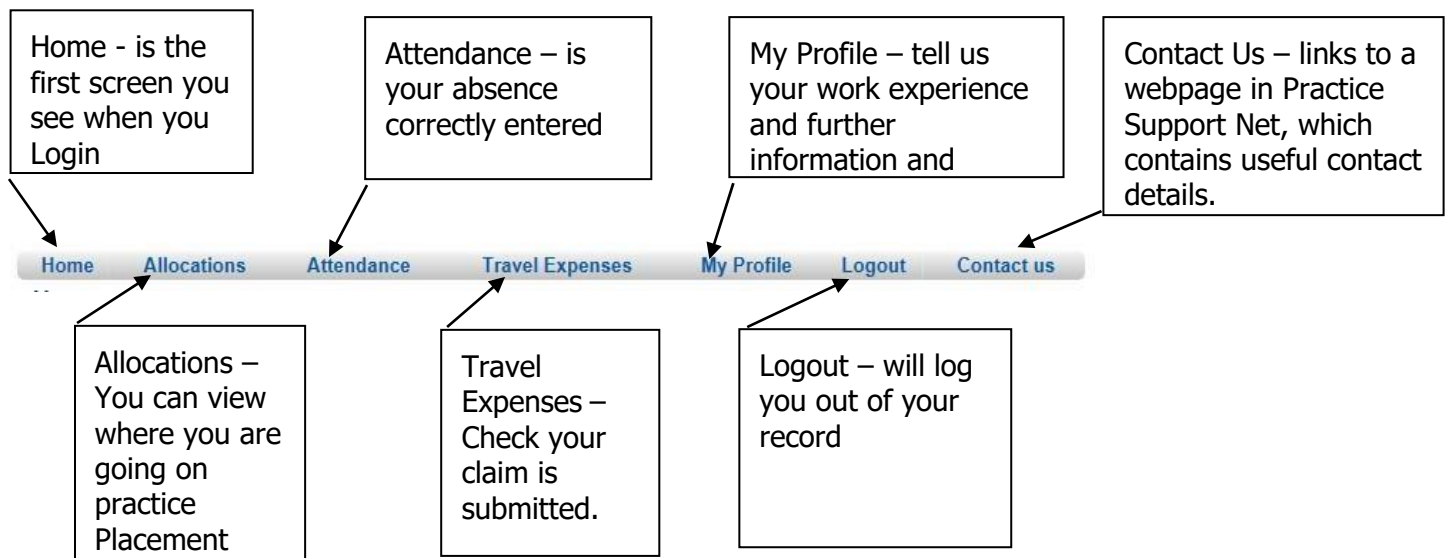 Home - is the
first screen you
see when you
Login
Attendance – is
your absence
correctly entered
My Profile – tell us
your work experience
and further
information and
Contact Us – links to a
webpage in Practice
Support Net, which
contains useful contact
details.
Home Allocations Attendance Travel Expenses My Profile Logout Contact us
Allocations –
You can view
where you are
going on
practice
Placement
Travel
Expenses –
Check your
claim is
submitted.
Logout – will log
you out of your
record